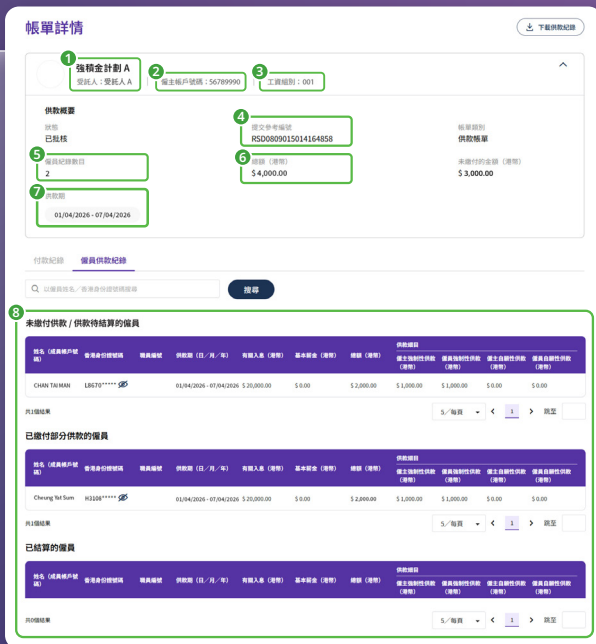 帳單詳情
下載供款紀錄
1
強積金計劃 A
受託人：受託人 A
2
僱主帳戶號碼：56789990
3
工資組別：001
供款概要
狀態
已批核
4
提交參考編號
RSD0809015014164858
帳單類別
供款帳單
5
僱員紀錄數目
2
6
總額（港幣）
$ 4,000.00
未繳付的金額（港幣）
$ 3,000.00
7
供款期
01/04/2026 - 07/04/2026
付款紀錄
僱員供款紀錄
以僱員姓名／香港身份證號碼搜尋
搜尋
8
未繳付供款 / 供款待結算的僱員
姓名（成員帳戶號碼） 香港身份證號碼 職員編號 供款期（日／月／年） 有關入息（港幣） 基本薪金（港幣） 總額（港幣） 供款細目
僱主強制性供款（港幣） 僱員強制性供款（港幣） 僱主自願性供款（港幣） 僱員自願性供款（港幣）
CHAN TAI MAN L8670***** 01/04/2026 - 07/04/2026 $ 20,000.00 $ 0.00 $ 2,000.00 $ 1,000.00 $ 1,000.00 $ 0.00 $ 0.00
共1個結果 5／每頁 1 跳至
已繳付部分供款的僱員
姓名（成員帳戶號碼） 香港身份證號碼 職員編號 供款期（日／月／年） 有關入息（港幣） 基本薪金（港幣） 總額（港幣） 供款細目
僱主強制性供款（港幣） 僱員強制性供款（港幣） 僱主自願性供款（港幣） 僱員自願性供款（港幣）
Cheung Yat Sum H3108***** 01/04/2026 - 07/04/2026 $ 20,000.00 $ 0.00 $ 2,000.00 $ 1,000.00 $ 1,000.00 $ 0.00 $ 0.00
共1個結果 5／每頁 1 跳至
已結算的僱員
姓名（成員帳戶號碼） 香港身份證號碼 職員編號 供款期（日／月／年） 有關入息（港幣） 基本薪金（港幣） 總額（港幣） 供款細目
僱主強制性供款（港幣） 僱員強制性供款（港幣） 僱主自願性供款（港幣） 僱員自願性供款（港幣）
共0個結果 5／每頁 1 跳至